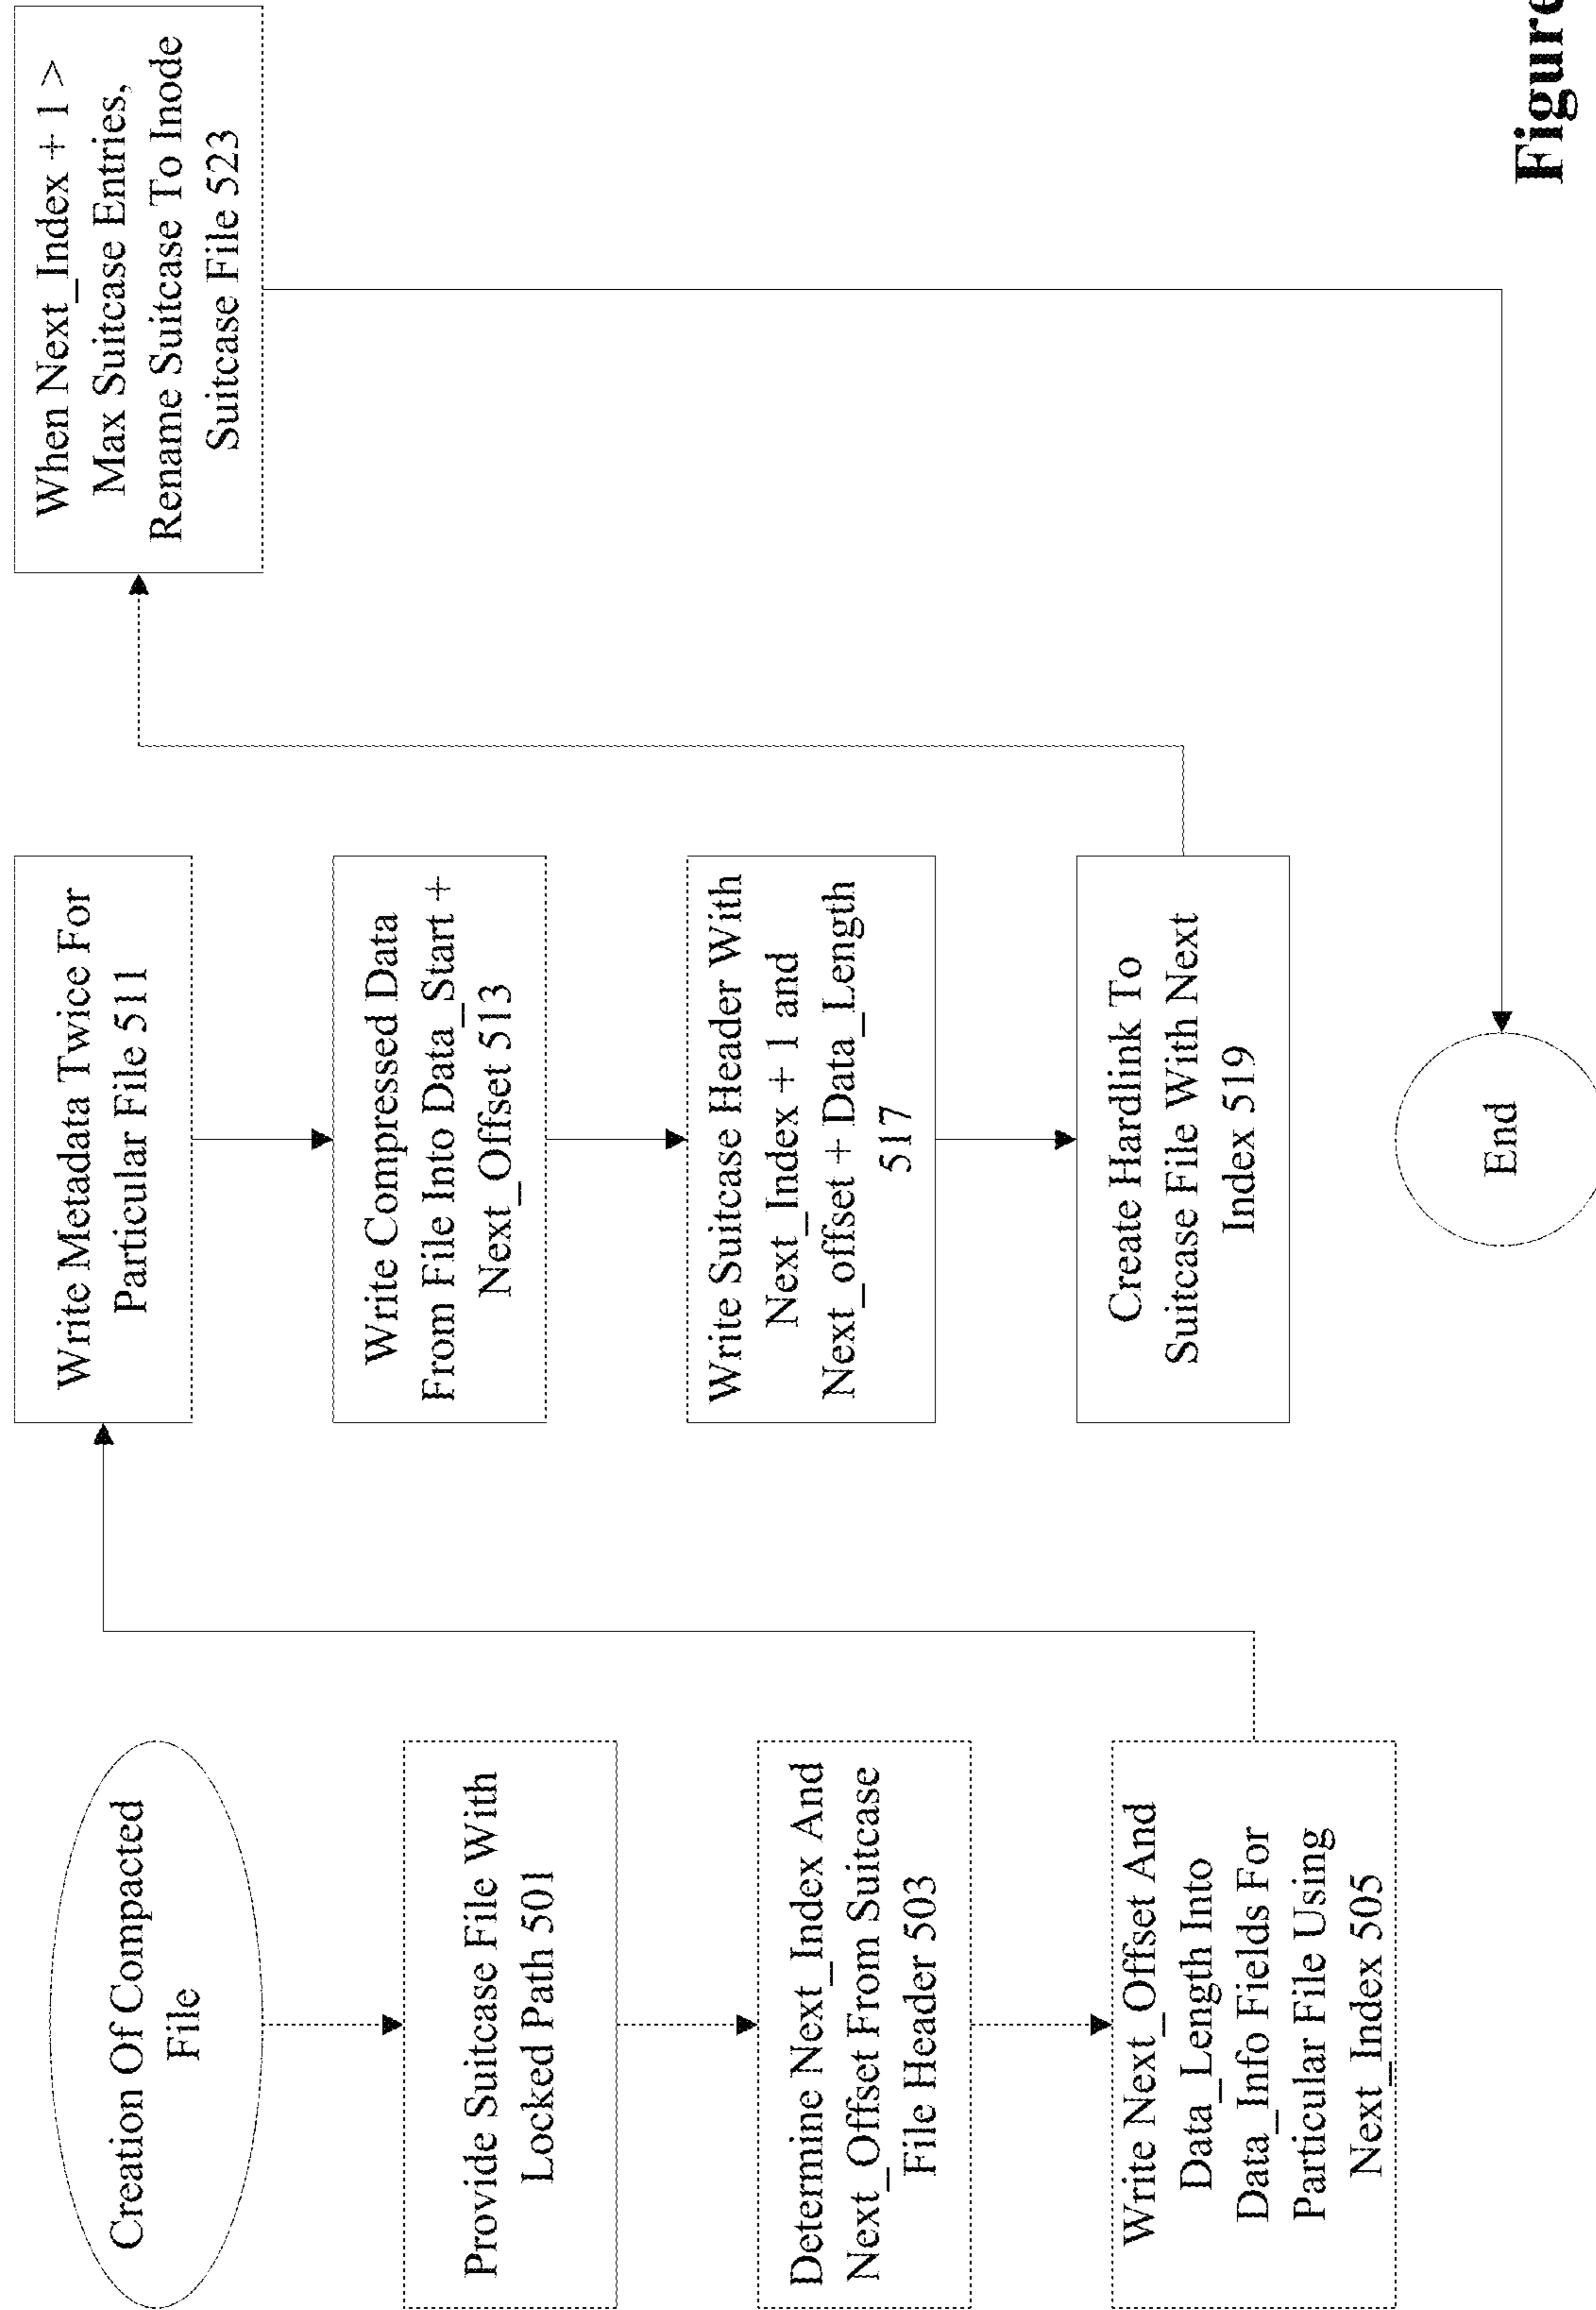 Creation Of Compacted
File
Provide Suitcase File With
Locked Path 501
Determine Next_Index And
Next_Offset From Suitcase
File Header 503
Write Next_Offset And
Data_Length Into
Data_Info Fields For
Particular File Using
Next_Index 505
Write Metadata Twice For
Particular File 511
Write Compressed Data
From File Into Data_Start +
Next_Offset 513
Write Suitcase Header With
Next_Index + 1 and
Next_offset + Data_Length
517
Create Hardlink To
Suitcase File With Next
Index 519
When Next_Index + 1 >
Max Suitcase Entries,
Rename Suitcase To Inode
Suitcase File 523
End
Figure